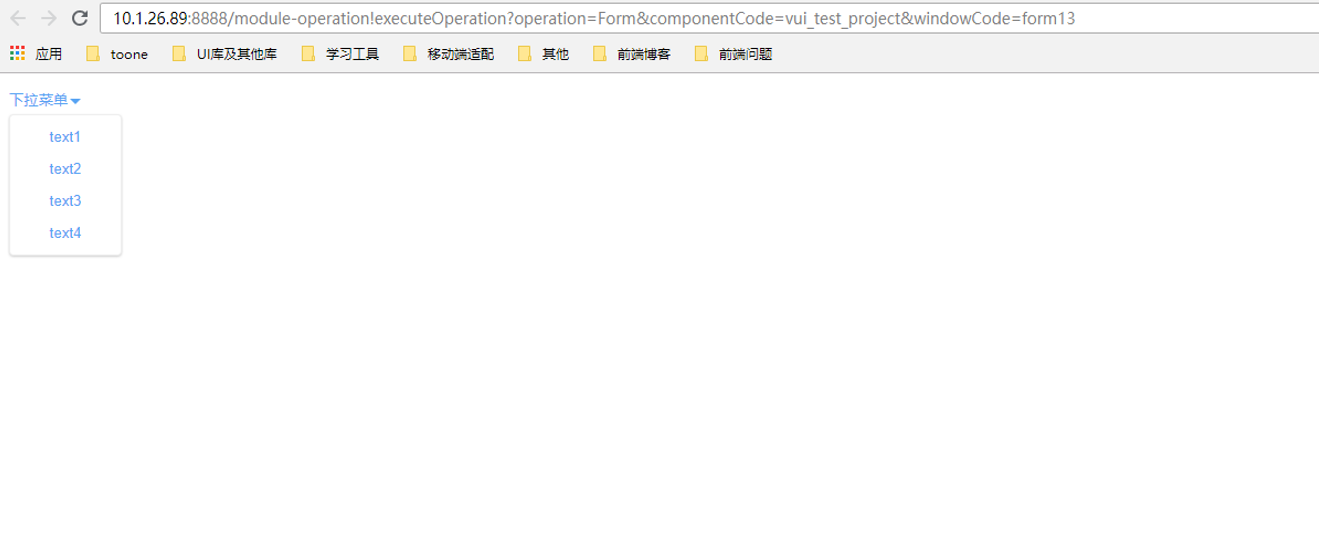 10.1.26.89:8888/module-operation!executeOperation?operation=Form&componentCode=vui_test_project&windowCode=form13
应用 toone UI库及其他库 学习工具 移动端适配 其他 前端博客 前端问题
下拉菜单
text1
text2
text3
text4